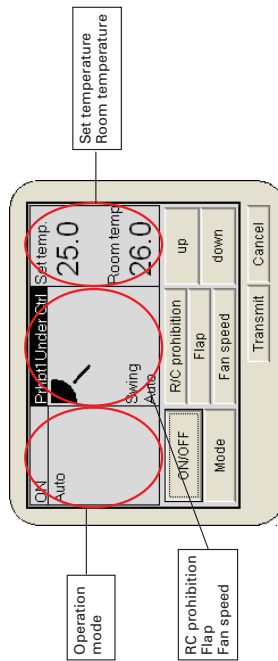 Operation
mode
Set temperature
Room temperature
RC prohibition
Flap
Fan speed
ON
Prhbt Under Ctrl
Set temp.
Auto
25.0
Swing
Auto
Room temp
26.0
ON/OFF
Mode
R/C prohibition
Flap
Fan speed
up
down
Transmit
Cancel